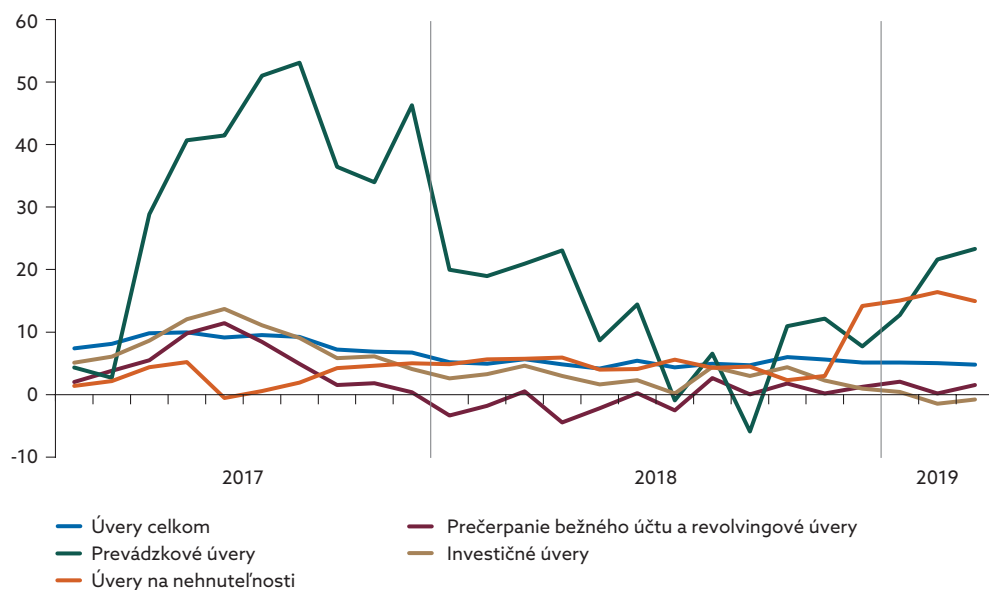 60
50
40
30
20
10
0
-10
2017 2018 2019
Úvery celkom
Prevádzkové úvery
Úvery na nehnuteľnosti
Prečerpanie bežného účtu a revolvingové úvery
Investičné úvery